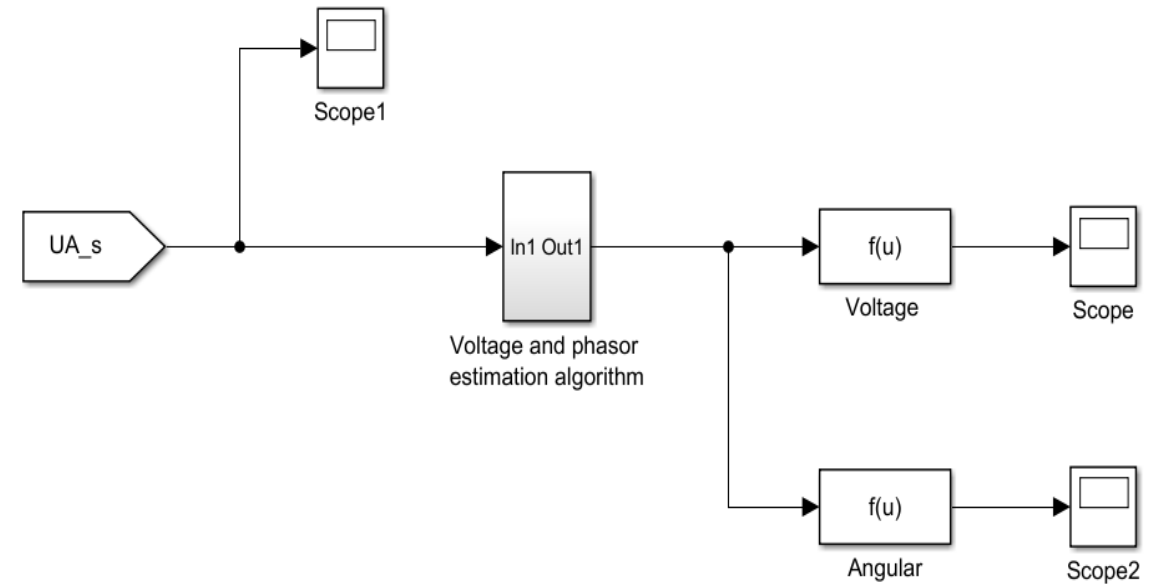 Scope1
UA_s
In1 Out1
Voltage and phasor
estimation algorithm
f(u)
Voltage
Scope
f(u)
Angular
Scope2